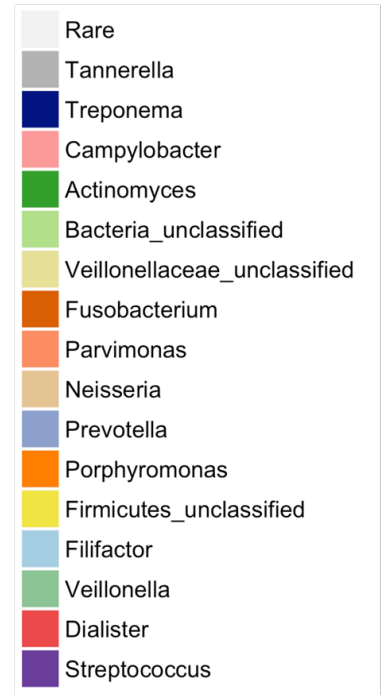 Rare
Tannerella
Treponema
Campylobacter
Actinomyces
Bacteria_unclassified
Veillonellaceae_unclassified
Fusobacterium
Parvimonas
Neisseria
Prevotella
Porphyromonas
Firmicutes_unclassified
Filifactor
Veillonella
Dialister
Streptococcus